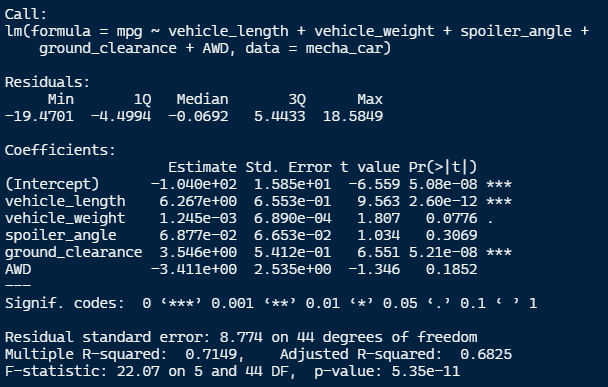 Call:
lm(formula = mpg ~ vehicle_length + vehicle_weight + spoiler_angle +
    ground_clearance + AWD, data = mecha_car)

Residuals:
     Min       1Q   Median       3Q      Max
-19.4701  -4.4994  -0.0692   5.4433  18.5849

Coefficients:
                   Estimate Std. Error t value Pr(>|t|)
(Intercept)      -1.040e+02  1.585e+01  -6.559 5.08e-08 ***
vehicle_length    6.267e+00  6.553e-01   9.563 2.60e-12 ***
vehicle_weight    1.245e-03  6.890e-04   1.807   0.0776 .
spoiler_angle     6.877e-02  6.653e-02   1.034   0.3069
ground_clearance  3.546e+00  5.412e-01   6.551 5.21e-08 ***
AWD              -3.411e+00  2.535e+00  -1.346   0.1852
---
Signif. codes:  0 ‘***’ 0.001 ‘**’ 0.01 ‘*’ 0.05 ‘.’ 0.1 ‘ ’ 1

Residual standard error: 8.774 on 44 degrees of freedom
Multiple R-squared:  0.7149,    Adjusted R-squared:  0.6825
F-statistic: 22.07 on 5 and 44 DF,  p-value: 5.35e-11